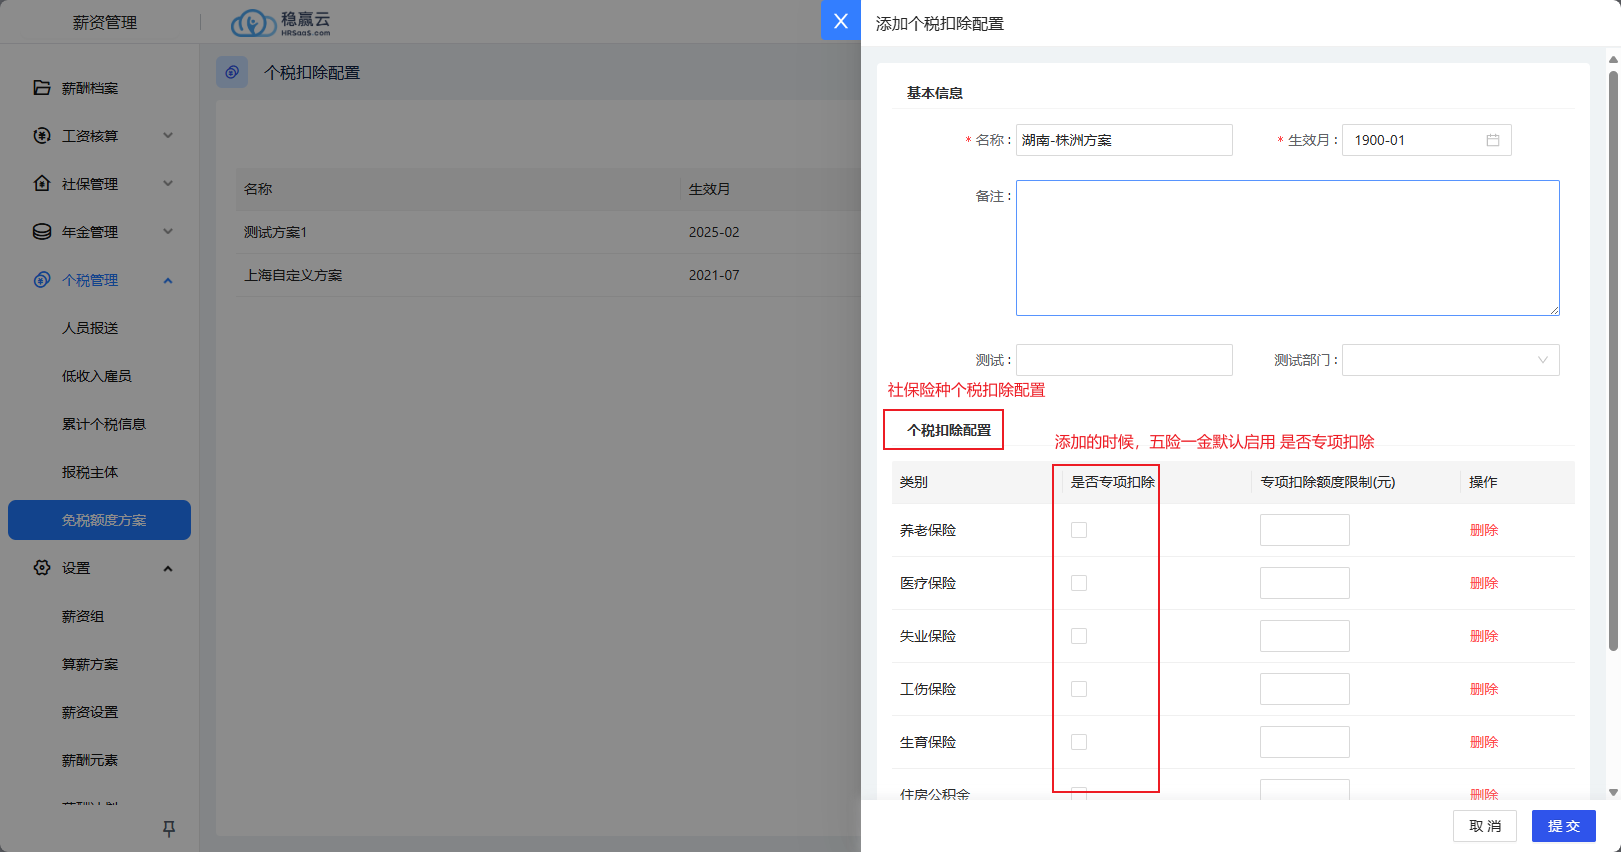 薪资管理
稳赢云
HRSaaS.com
X
添加个税扣除配置
薪酬档案
工资核算
社保管理
年金管理
个税管理
人员报送
低收入雇员
累计个税信息
报税主体
免税额度方案
设置
薪资组
算薪方案
薪资设置
薪酬元素
个税扣除配置
名称 生效月
测试方案1 2025-02
上海自定义方案 2021-07
基本信息
* 名称 : 湖南-株洲方案 * 生效月 : 1900-01
备注 :
测试 : 测试部门 :
社保险种个税扣除配置
个税扣除配置
添加的时候，五险一金默认启用 是否专项扣除
类别 是否专项扣除 专项扣除额度限制(元) 操作
养老保险 删除
医疗保险 删除
失业保险 删除
工伤保险 删除
生育保险 删除
住房公积金 删除
取 消 提 交